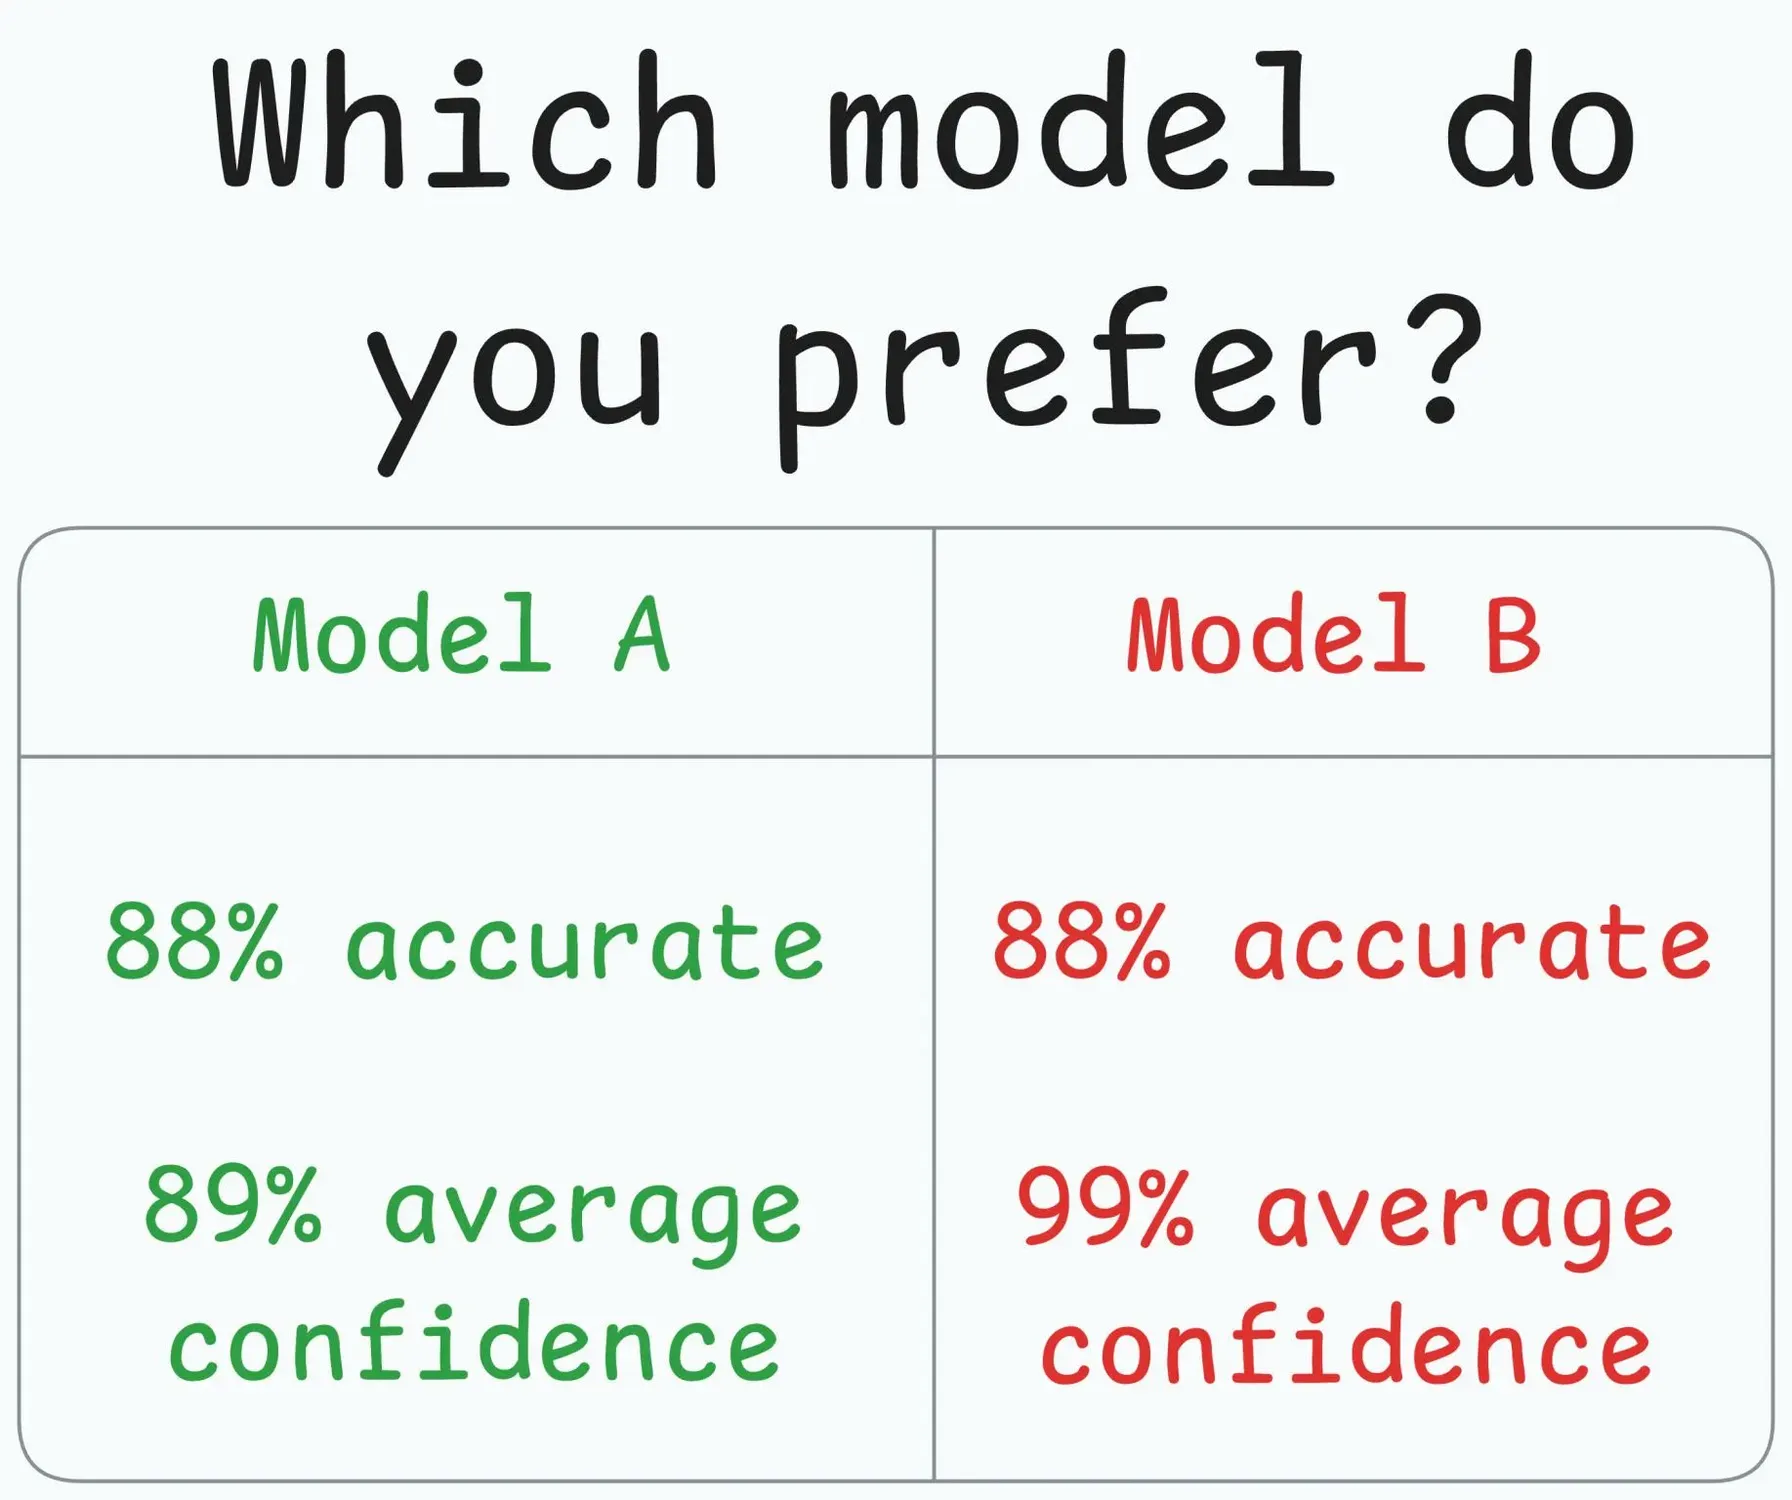 Which model do
you prefer?
Model A
Model B
88% accurate
88% accurate
89% average
confidence
99% average
confidence